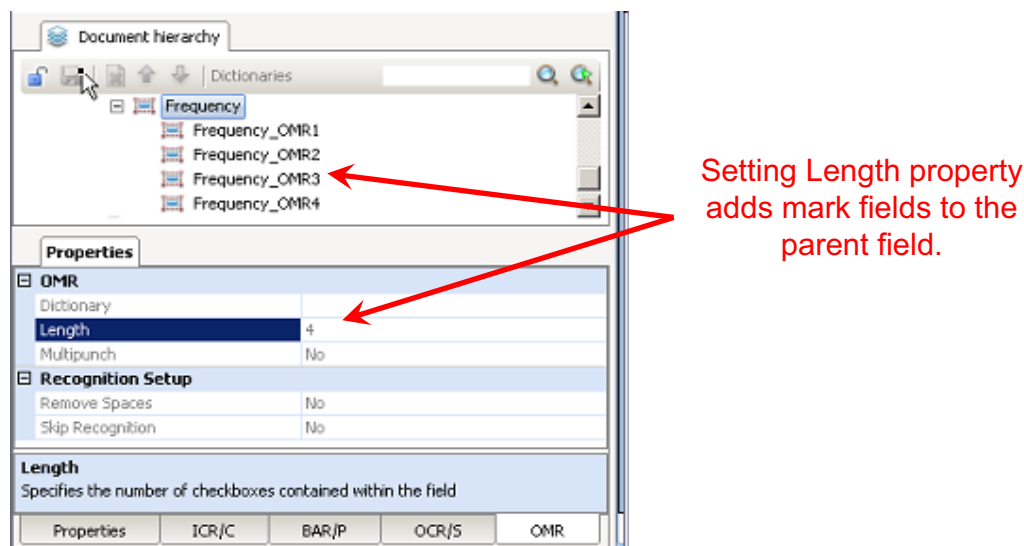 Document hierarchy
Dictionaries
Frequency
Frequency_OMR1
Frequency_OMR2
Frequency_OMR3
Frequency_OMR4
Setting Length property
adds mark fields to the
parent field.
Properties
OMR
Dictionary
Length 4
Multipunch No
Recognition Setup
Remove Spaces No
Skip Recognition No
Length
Specifies the number of checkboxes contained within the field
Properties ICR/C BAR/P OCR/S OMR